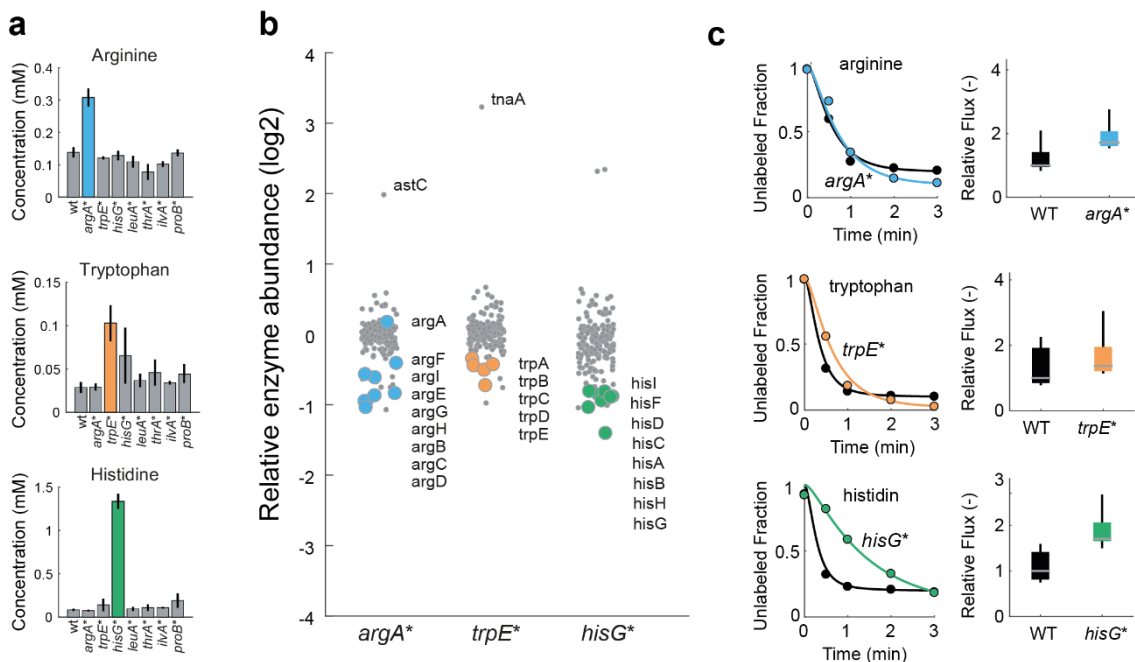 a
Arginine
Concentration (mM)
0.4
0.3
0.2
0.1
0
wt
argA*
trpE*
hisG*
leuA*
thrA*
ilvA*
proB*
Tryptophan
Concentration (mM)
0.15
0.1
0.05
0
wt
argA*
trpE*
hisG*
leuA*
thrA*
ilvA*
proB*
Histidine
Concentration (mM)
1.5
1
0.5
0
wt
argA*
trpE*
hisG*
leuA*
thrA*
ilvA*
proB*
b
Relative enzyme abundance (log2)
4
3
2
1
0
-1
-2
-3
-4
tnaA
astC
argA
argF
argI
argE
argG
argH
argB
argC
argD
trpA
trpB
trpC
trpD
trpE
hisI
hisF
hisD
hisC
hisA
hisB
hisH
hisG
argA*
trpE*
hisG*
c
Unlabeled Fraction
1
0.5
0
arginine
argA*
0 1 2 3
Time (min)
Relative Flux (-)
4
2
0
WT
argA*
Unlabeled Fraction
1
0.5
0
tryptophan
trpE*
0 1 2 3
Time (min)
Relative Flux (-)
4
2
0
WT
trpE*
Unlabeled Fraction
1
0.5
0
histidin
hisG*
0 1 2 3
Time (min)
Relative Flux (-)
3
2
1
0
WT
hisG*